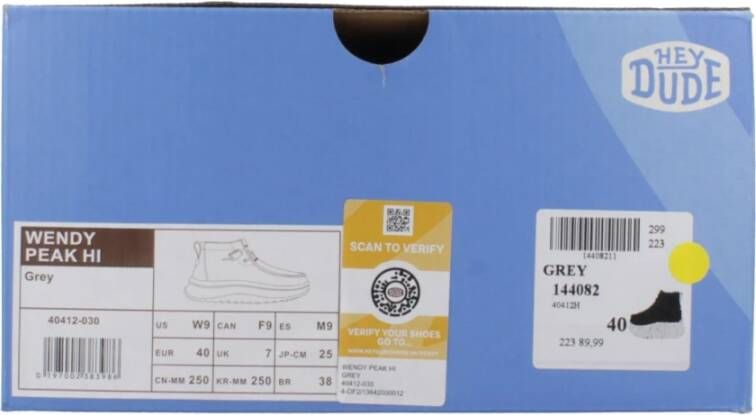 HEY
DUDE
WENDY
PEAK HI
Grey
40412-030
US W9 CAN F9 ES M9
EUR 40 UK 7 JP-CM 25
CN-MM 250 KR-MM 250 BR 38
SCAN TO VERIFY
VERIFY YOUR SHOES
GO TO...
WENDY PEAK HI
GREY
40412-030
299
223
14408211
GREY
144082
40412H
40
223 89,99